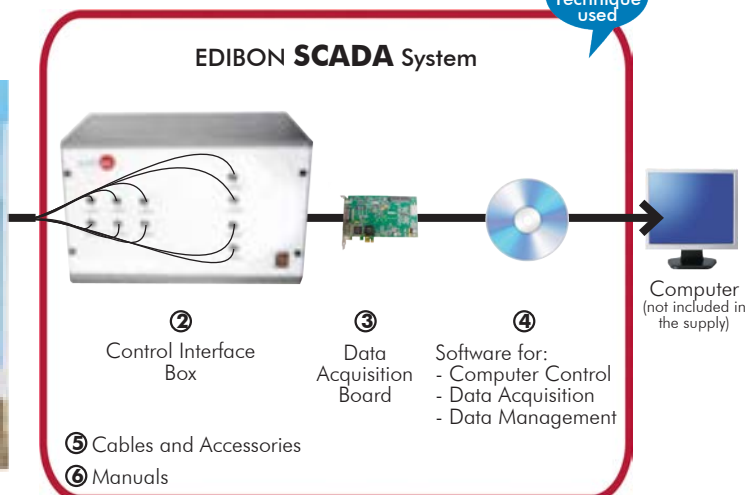 Technique
used
EDIBON SCADA System
② Control Interface
Box
③ Data
Acquisition
Board
④ Software for:
- Computer Control
- Data Acquisition
- Data Management
Computer
(not included in
the supply)
⑤ Cables and Accessories
⑥ Manuals